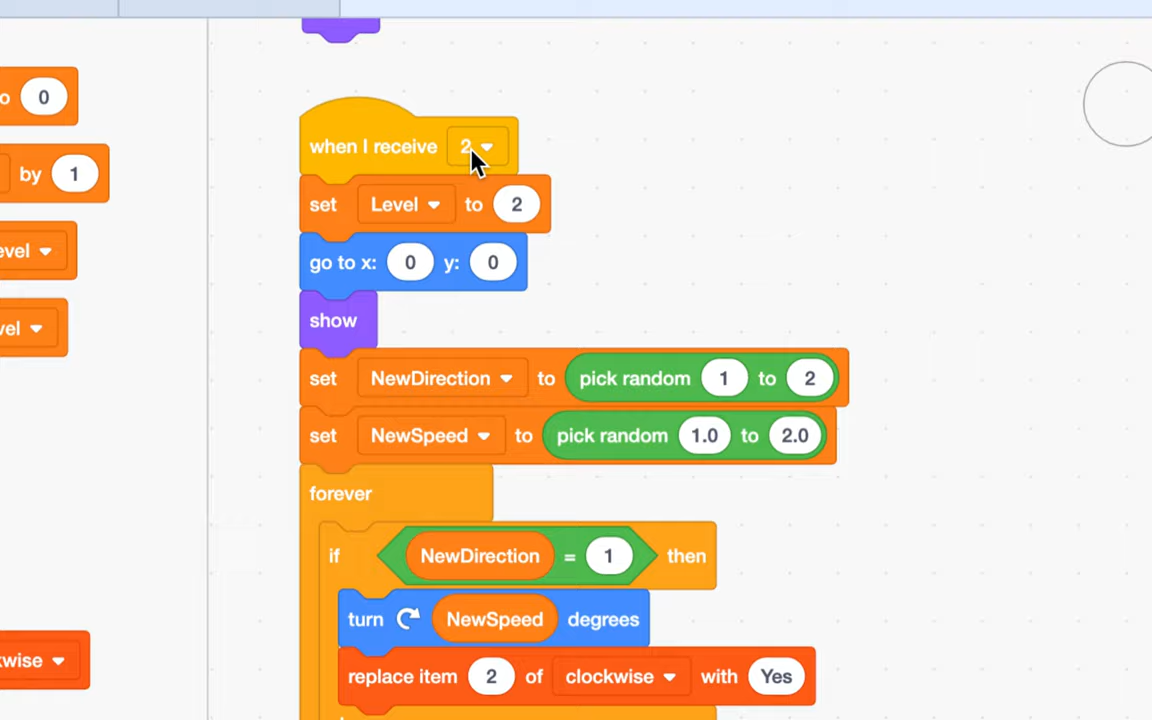 o 0
by 1
evel
vel
kwise
when I receive 2
set Level to 2
go to x: 0 y: 0
show
set NewDirection to pick random 1 to 2
set NewSpeed to pick random 1.0 to 2.0
forever
if NewDirection = 1 then
turn NewSpeed degrees
replace item 2 of clockwise with Yes